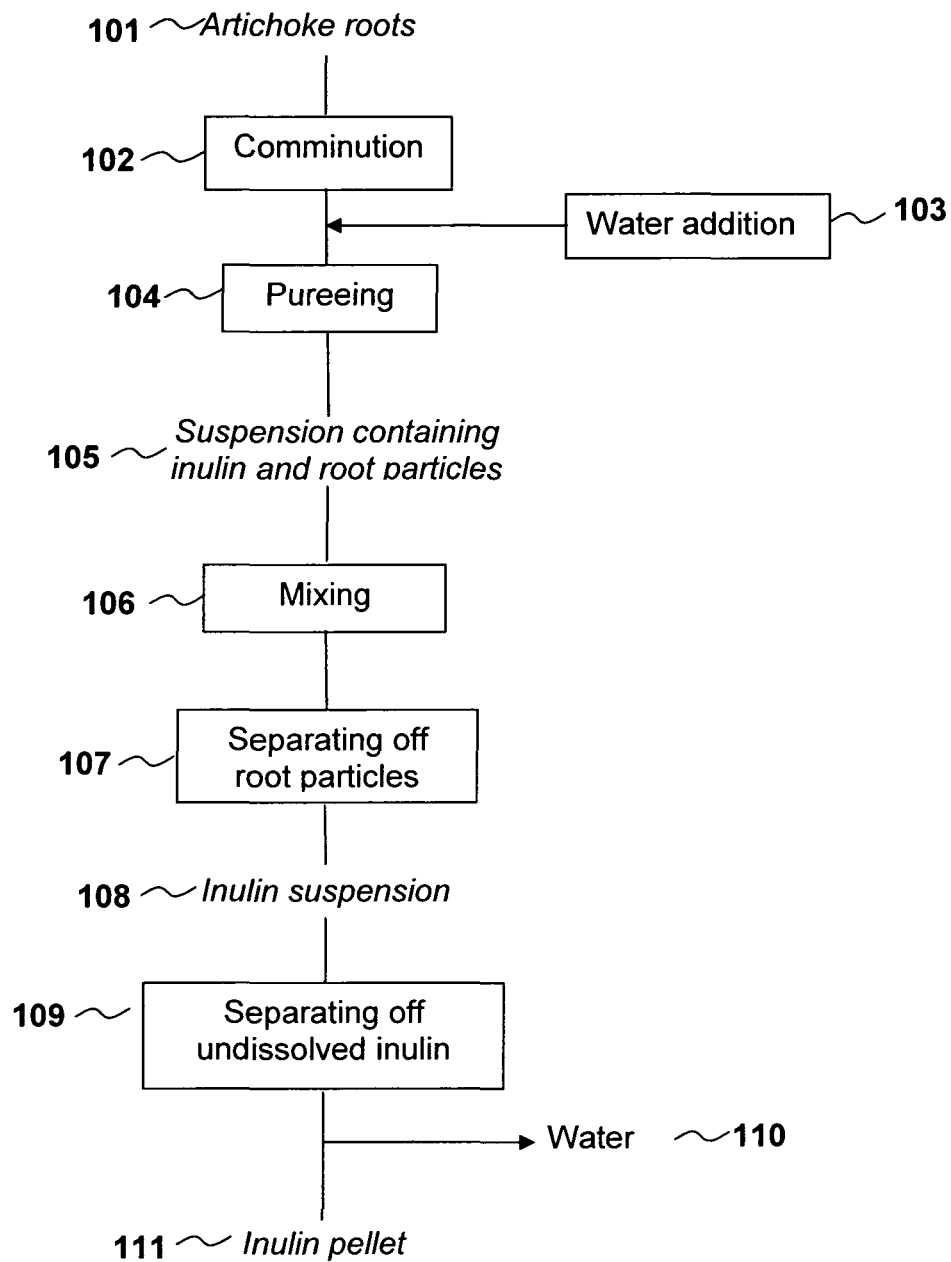 101 Artichoke roots
102 Comminution
Water addition 103
104 Pureeing
Suspension containing
105 inulin and root particles
106 Mixing
Separating off
107 root particles
108 Inulin suspension
109 Separating off
undissolved inulin
Water 110
111 Inulin pellet